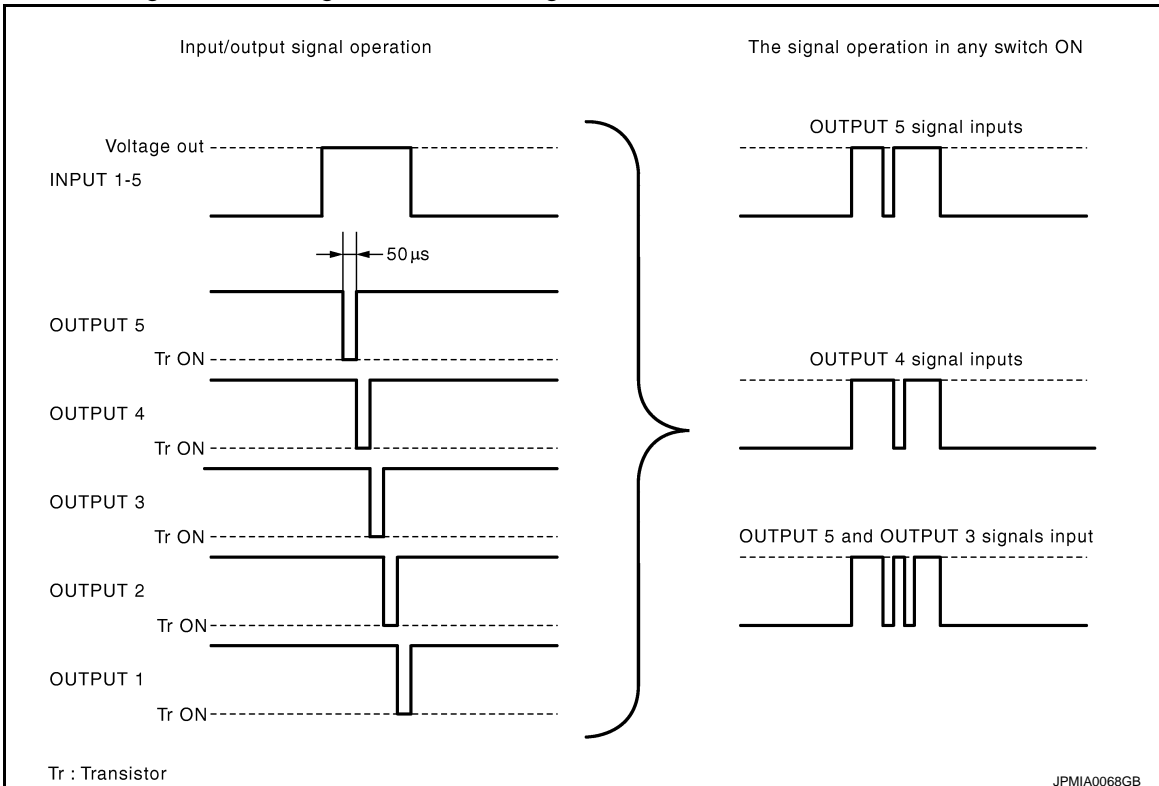 Input/output signal operation
The signal operation in any switch ON
Voltage out
INPUT 1-5
50 μs
OUTPUT 5
Tr ON
OUTPUT 4
Tr ON
OUTPUT 3
Tr ON
OUTPUT 2
Tr ON
OUTPUT 1
Tr ON
OUTPUT 5 signal inputs
OUTPUT 4 signal inputs
OUTPUT 5 and OUTPUT 3 signals input
Tr : Transistor
JPMIA0068GB